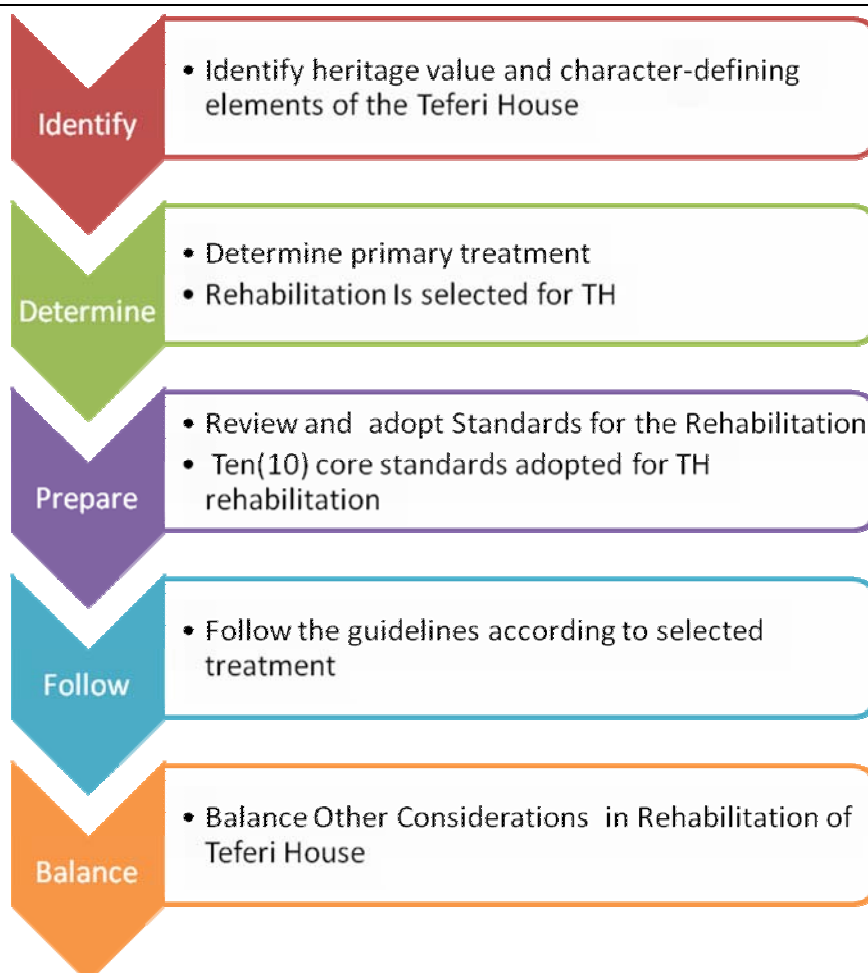 Identify
• Identify heritage value and character-defining
elements of the Teferi House
Determine
• Determine primary treatment
• Rehabilitation Is selected for TH
Prepare
• Review and adopt Standards for the Rehabilitation
• Ten(10) core standards adopted for TH
rehabilitation
Follow
• Follow the guidelines according to selected
treatment
Balance
• Balance Other Considerations in Rehabilitation of
Teferi House